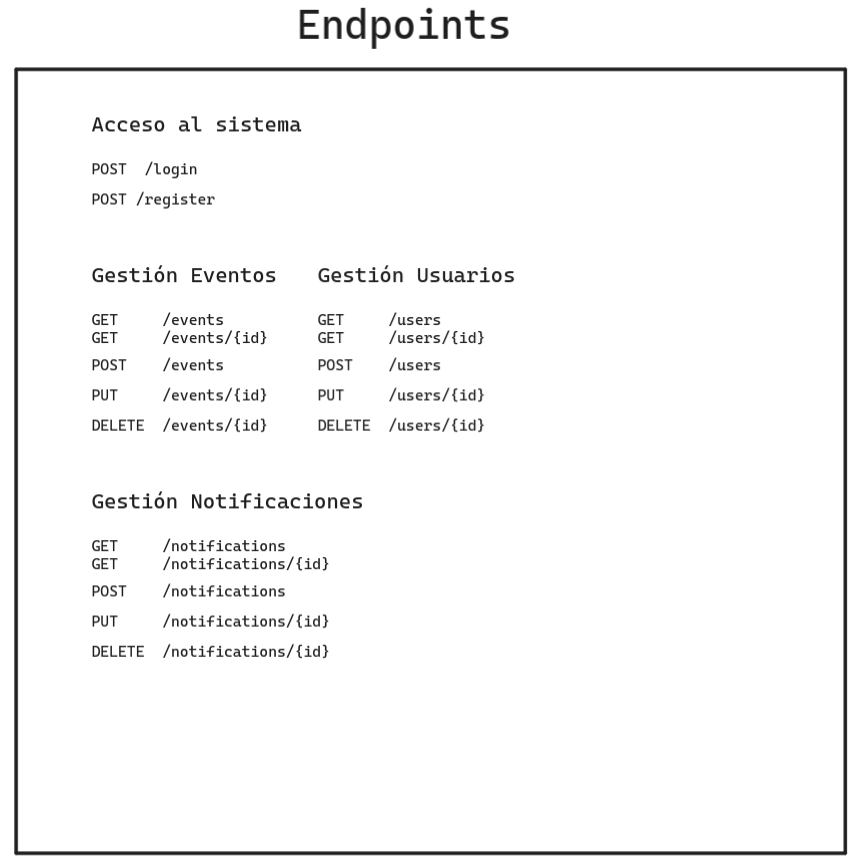 Endpoints
Acceso al sistema
POST  /login
POST /register
Gestión Eventos
GET     /events
GET     /events/{id}
POST    /events
PUT     /events/{id}
DELETE  /events/{id}
Gestión Usuarios
GET     /users
GET     /users/{id}
POST    /users
PUT     /users/{id}
DELETE  /users/{id}
Gestión Notificaciones
GET     /notifications
GET     /notifications/{id}
POST    /notifications
PUT     /notifications/{id}
DELETE  /notifications/{id}